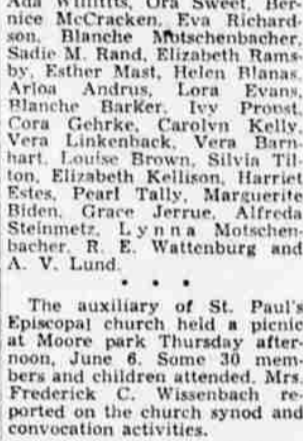 Ada Willitts, Ora Sweet, Ber-
nice McCracken, Eva Richard-
son, Blanche Motschenbacher,
Sadie M. Rand, Elizabeth Rams-
by, Esther Mast, Helen Blanas,
Arloa Andrus, Lora Evans,
Blanche Barker, Ivy Propst,
Cora Gehrke, Carolyn Kelly,
Vera Linkenback, Vera Barn-
hart, Louise Brown, Silvia Til
ton, Elizabeth Kellison, Harriet
Estes, Pearl Tally, Marguerite
Biden, Grace Jerrue, Alfreda
Steinmetz, Lynna Motschen-
bacher, R. E. Wattenburg and
A. V. Lund.
• • •
The auxiliary of St. Paul's
Episcopal church held a picnic
at Moore park Thursday after-
noon, June 6. Some 30 mem-
bers and children attended. Mrs.
Frederick C. Wissenbach re-
ported on the church synod and
convocation activities.